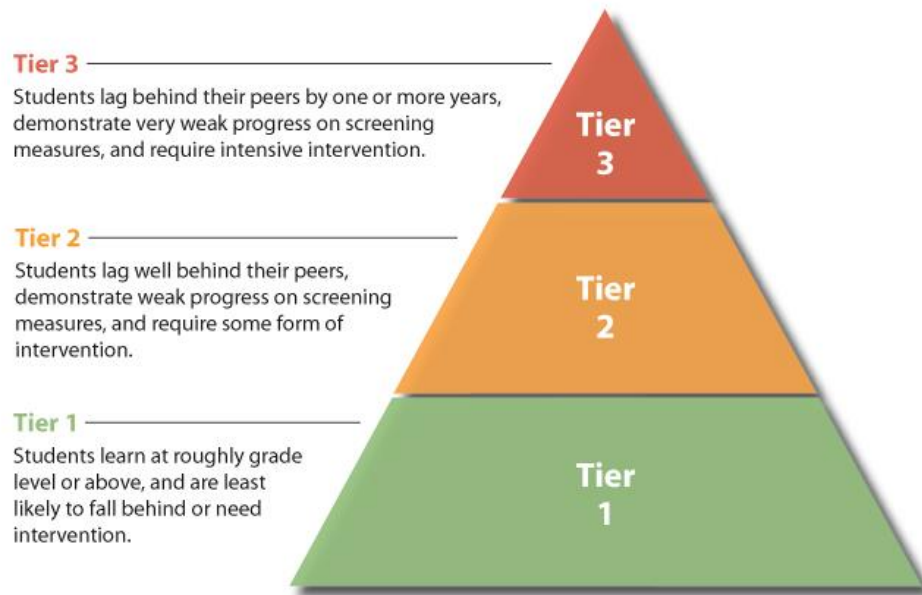 Tier 3
Students lag behind their peers by one or more years,
demonstrate very weak progress on screening
measures, and require intensive intervention.
Tier 2
Students lag well behind their peers,
demonstrate weak progress on screening
measures, and require some form of
intervention.
Tier 1
Students learn at roughly grade
level or above, and are least
likely to fall behind or need
intervention.
Tier
3
Tier
2
Tier
1